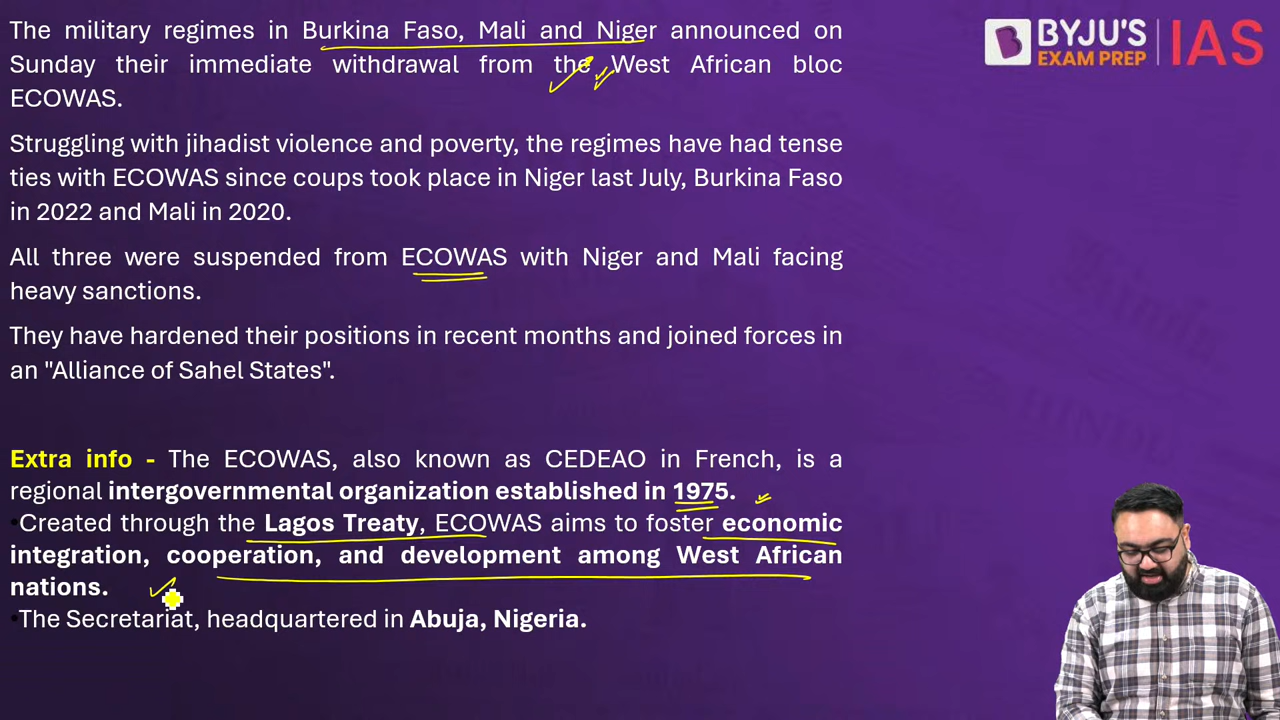 The military regimes in Burkina Faso, Mali and Niger announced on
Sunday their immediate withdrawal from the West African bloc
ECOWAS.
Struggling with jihadist violence and poverty, the regimes have had tense
ties with ECOWAS since coups took place in Niger last July, Burkina Faso
in 2022 and Mali in 2020.
All three were suspended from ECOWAS with Niger and Mali facing
heavy sanctions.
They have hardened their positions in recent months and joined forces in
an "Alliance of Sahel States".
Extra info - The ECOWAS, also known as CEDEAO in French, is a
regional intergovernmental organization established in 1975.
•Created through the Lagos Treaty, ECOWAS aims to foster economic
integration, cooperation, and development among West African
nations.
•The Secretariat, headquartered in Abuja, Nigeria.
BYJU'S
EXAM PREP
IAS